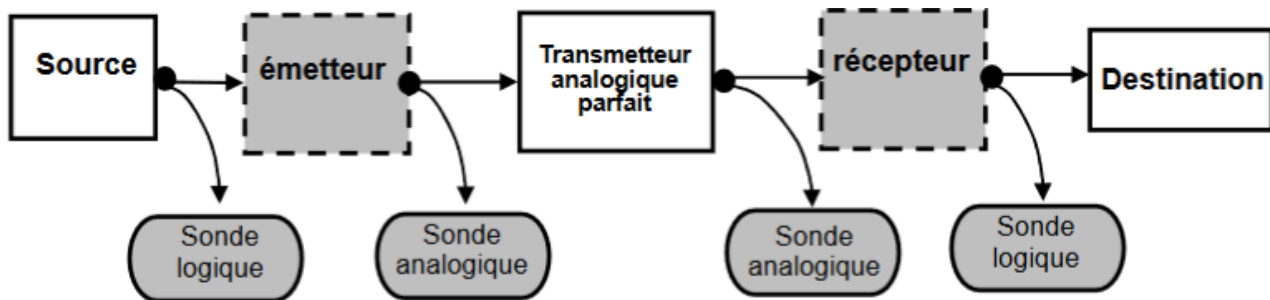 Source
émetteur
Transmetteur
analogique
parfait
récepteur
Destination
Sonde
logique
Sonde
analogique
Sonde
analogique
Sonde
logique